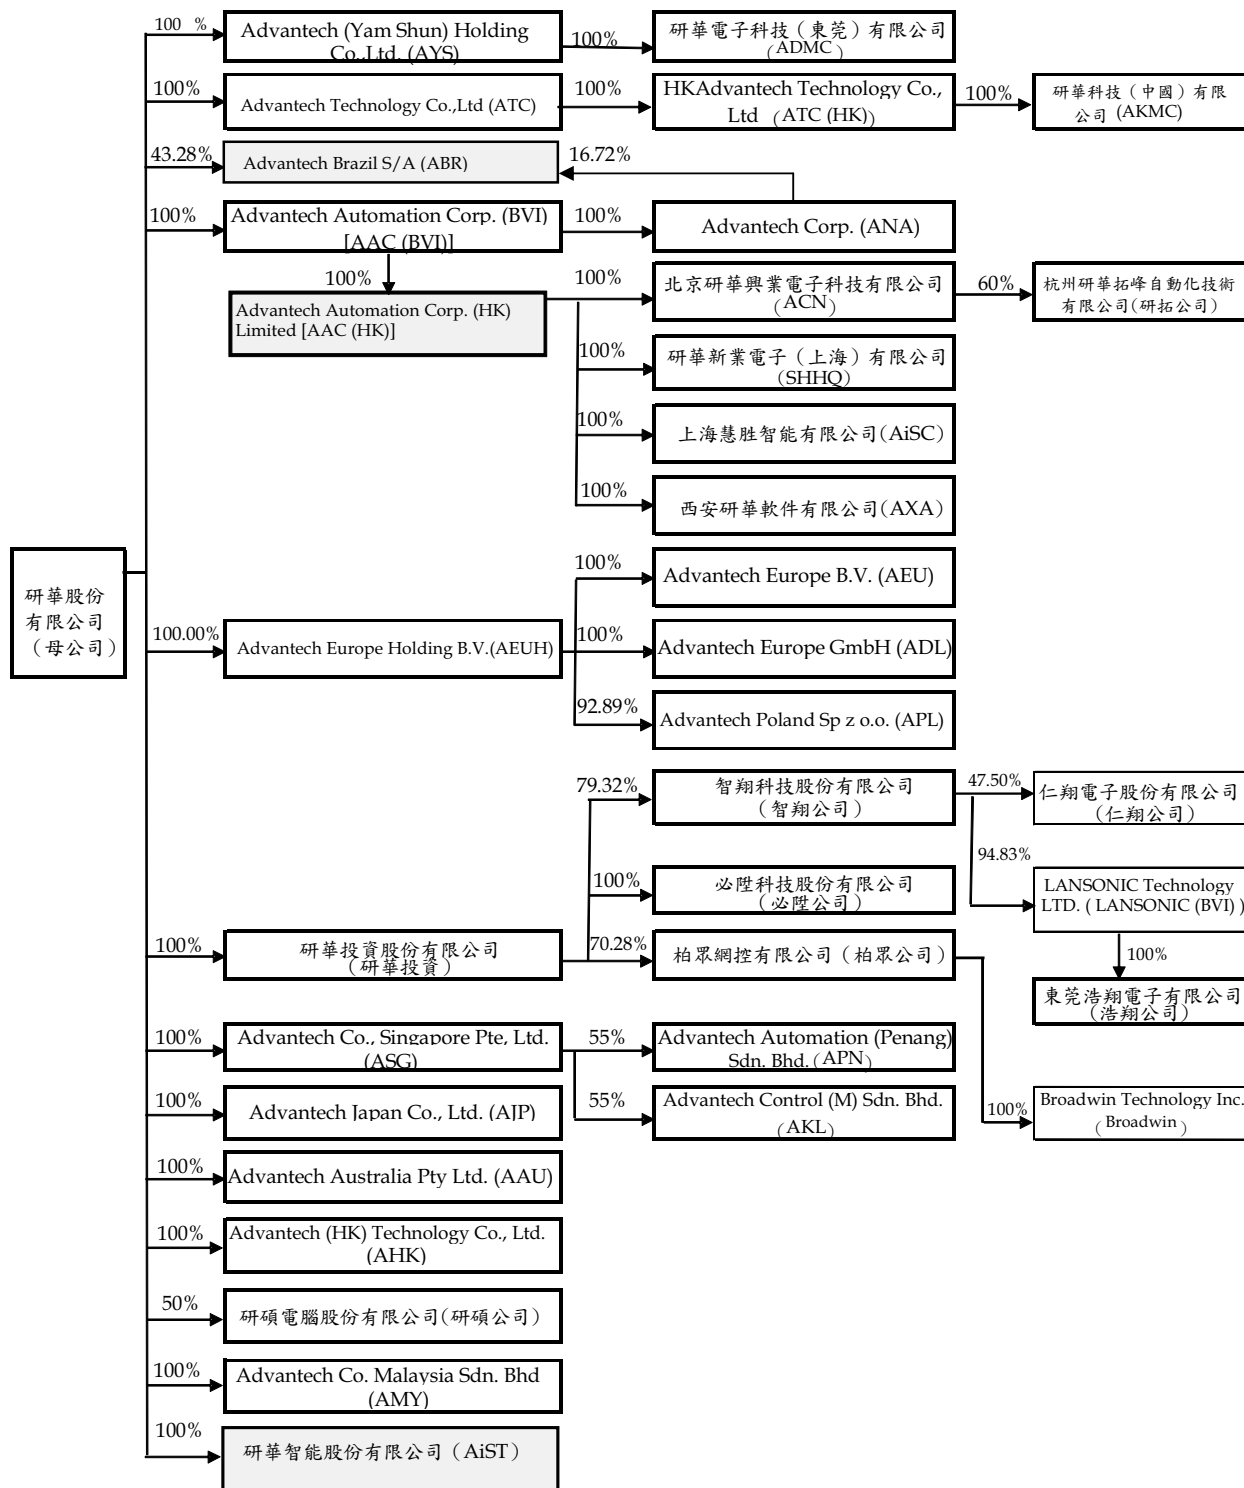 100 %
Advantech (Yam Shun) Holding
Co.,Ltd. (AYS)
100%
研華電子科技（東莞）有限公司
（ADMC）
100%
Advantech Technology Co.,Ltd (ATC)
100%
HKAdvantech Technology Co.,
Ltd （ATC (HK)）
100%
研華科技（中國）有限
公司 (AKMC)
43.28%
Advantech Brazil S/A (ABR)
16.72%
100%
Advantech Automation Corp. (BVI)
[AAC (BVI)]
100%
Advantech Corp. (ANA)
100%
Advantech Automation Corp. (HK)
Limited [AAC (HK)]
100%
北京研華興業電子科技有限公司
(ACN)
60%
杭州研華拓峰自動化技術
有限公司(研拓公司)
100%
研華新業電子（上海）有限公司
(SHHQ)
100%
上海慧胜智能有限公司(AiSC)
100%
西安研華軟件有限公司(AXA)
研華股份
有限公司
（母公司）
100.00%
Advantech Europe Holding B.V.(AEUH)
100%
Advantech Europe B.V. (AEU)
100%
Advantech Europe GmbH (ADL)
92.89%
Advantech Poland Sp z o.o. (APL)
79.32%
智翔科技股份有限公司
（智翔公司）
47.50%
仁翔電子股份有限公司
（仁翔公司）
94.83%
LANSONIC Technology
LTD.（ LANSONIC (BVI) ）
100%
東莞浩翔電子有限公司
（浩翔公司）
100%
必陞科技股份有限公司
（必陞公司）
100%
研華投資股份有限公司
（研華投資）
70.28%
柏眾網控有限公司（柏眾公司）
100%
Broadwin Technology Inc.
（Broadwin）
100%
Advantech Co., Singapore Pte, Ltd.
(ASG)
55%
Advantech Automation (Penang)
Sdn. Bhd.（APN）
55%
Advantech Control (M) Sdn. Bhd.
（AKL）
100%
Advantech Japan Co., Ltd. (AJP)
100%
Advantech Australia Pty Ltd. (AAU)
100%
Advantech (HK) Technology Co., Ltd.
(AHK)
50%
研碩電腦股份有限公司(研碩公司)
100%
Advantech Co. Malaysia Sdn. Bhd
(AMY)
100%
研華智能股份有限公司（AiST）